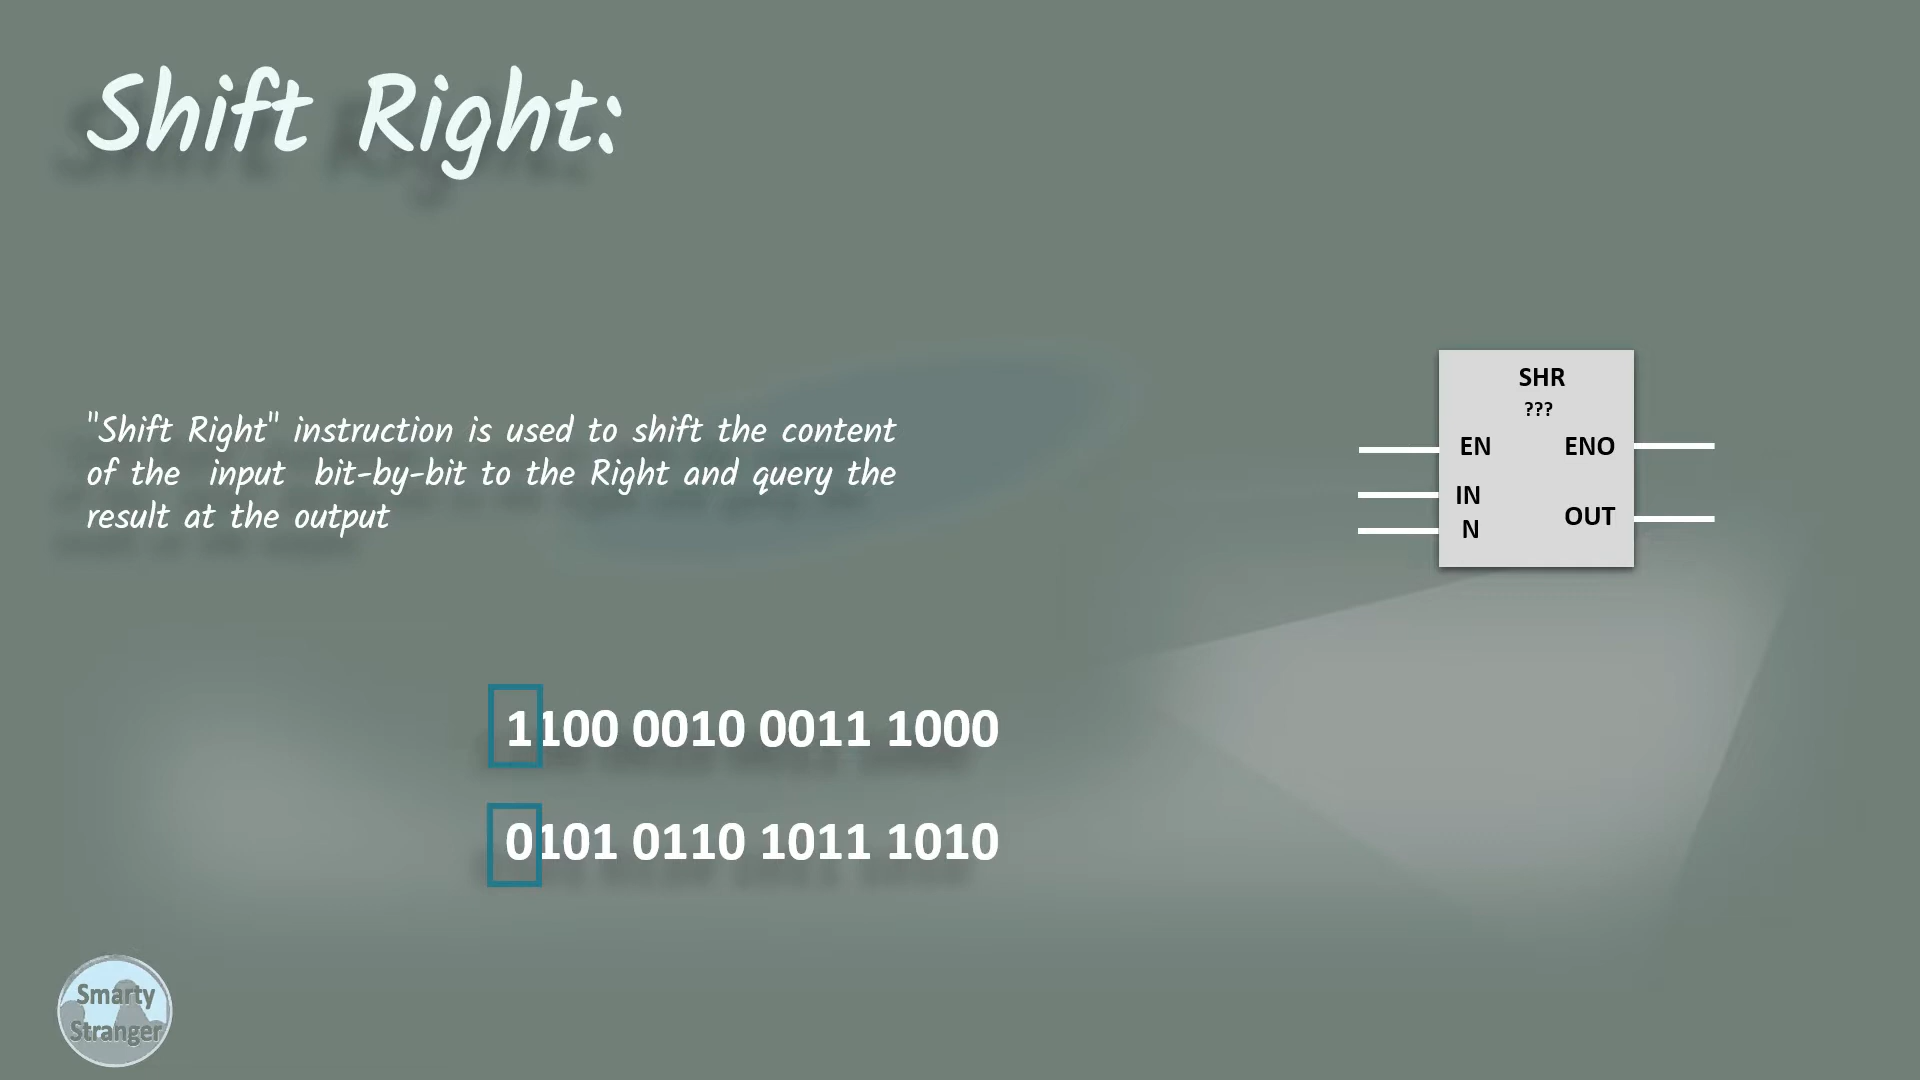 Shift Right:
"Shift Right" instruction is used to shift the content
of the input bit-by-bit to the Right and query the
result at the output
SHR
???
EN ENO
IN
OUT
N
1100 0010 0011 1000
0101 0110 1011 1010
Smarty
Stranger